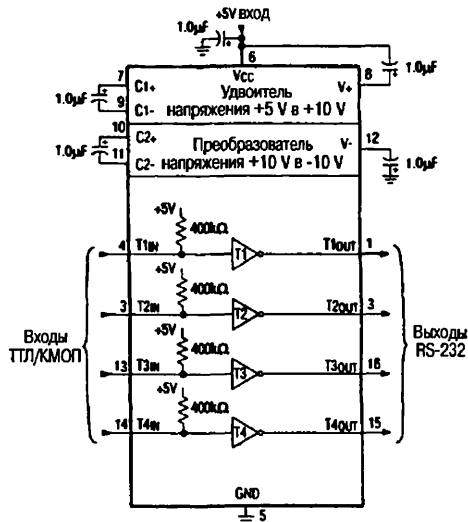 +5V ВХОД
1.0µF
6
7
C1+
VCC
V+
8
1.0µF
Удвоитель
напряжения +5 V в +10 V
1.0µF
9
C1-
10
C2+
Преобразователь
напряжения +10 V в -10 V
V-
12
1.0µF
11
C2-
1.0µF
+5V
400kΩ
4
T1IN
T1
T1OUT
1
+5V
400kΩ
3
T2IN
T2
T2OUT
3
Входы
ТТЛ/КМОП
Выходы
RS-232
+5V
400kΩ
13
T3IN
T3
T3OUT
16
+5V
400kΩ
14
T4IN
T4
T4OUT
15
GND
5